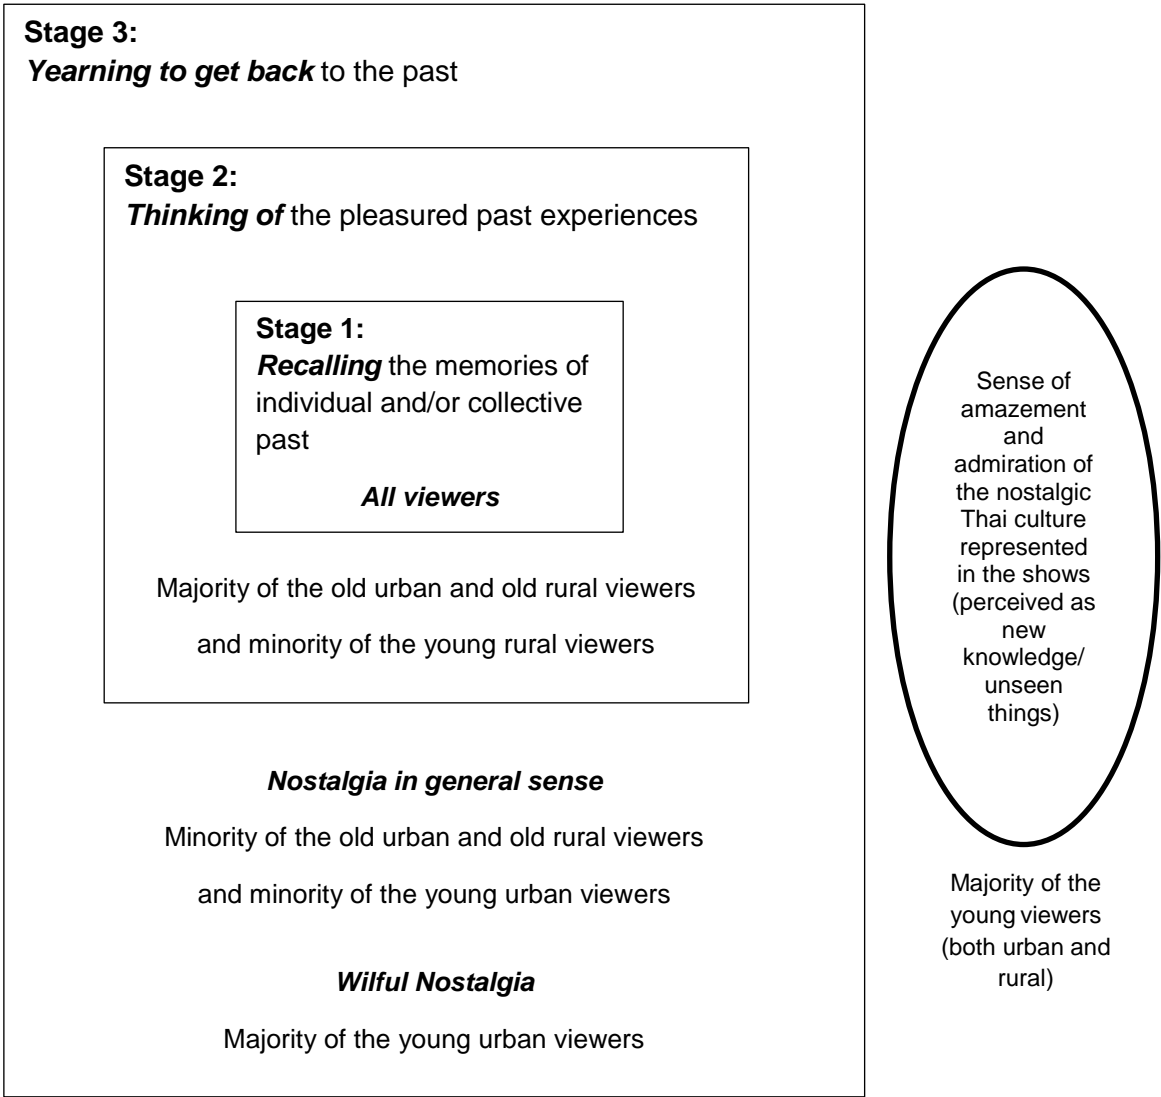 Stage 3:
Yearning to get back to the past
Stage 2:
Thinking of the pleasured past experiences
Stage 1:
Recalling the memories of
individual and/or collective
past
All viewers
Majority of the old urban and old rural viewers
and minority of the young rural viewers
Nostalgia in general sense
Minority of the old urban and old rural viewers
and minority of the young urban viewers
Wilful Nostalgia
Majority of the young urban viewers
Sense of
amazement
and
admiration of
the nostalgic
Thai culture
represented
in the shows
(perceived as
new
knowledge/
unseen
things)
Majority of the
young viewers
(both urban and
rural)